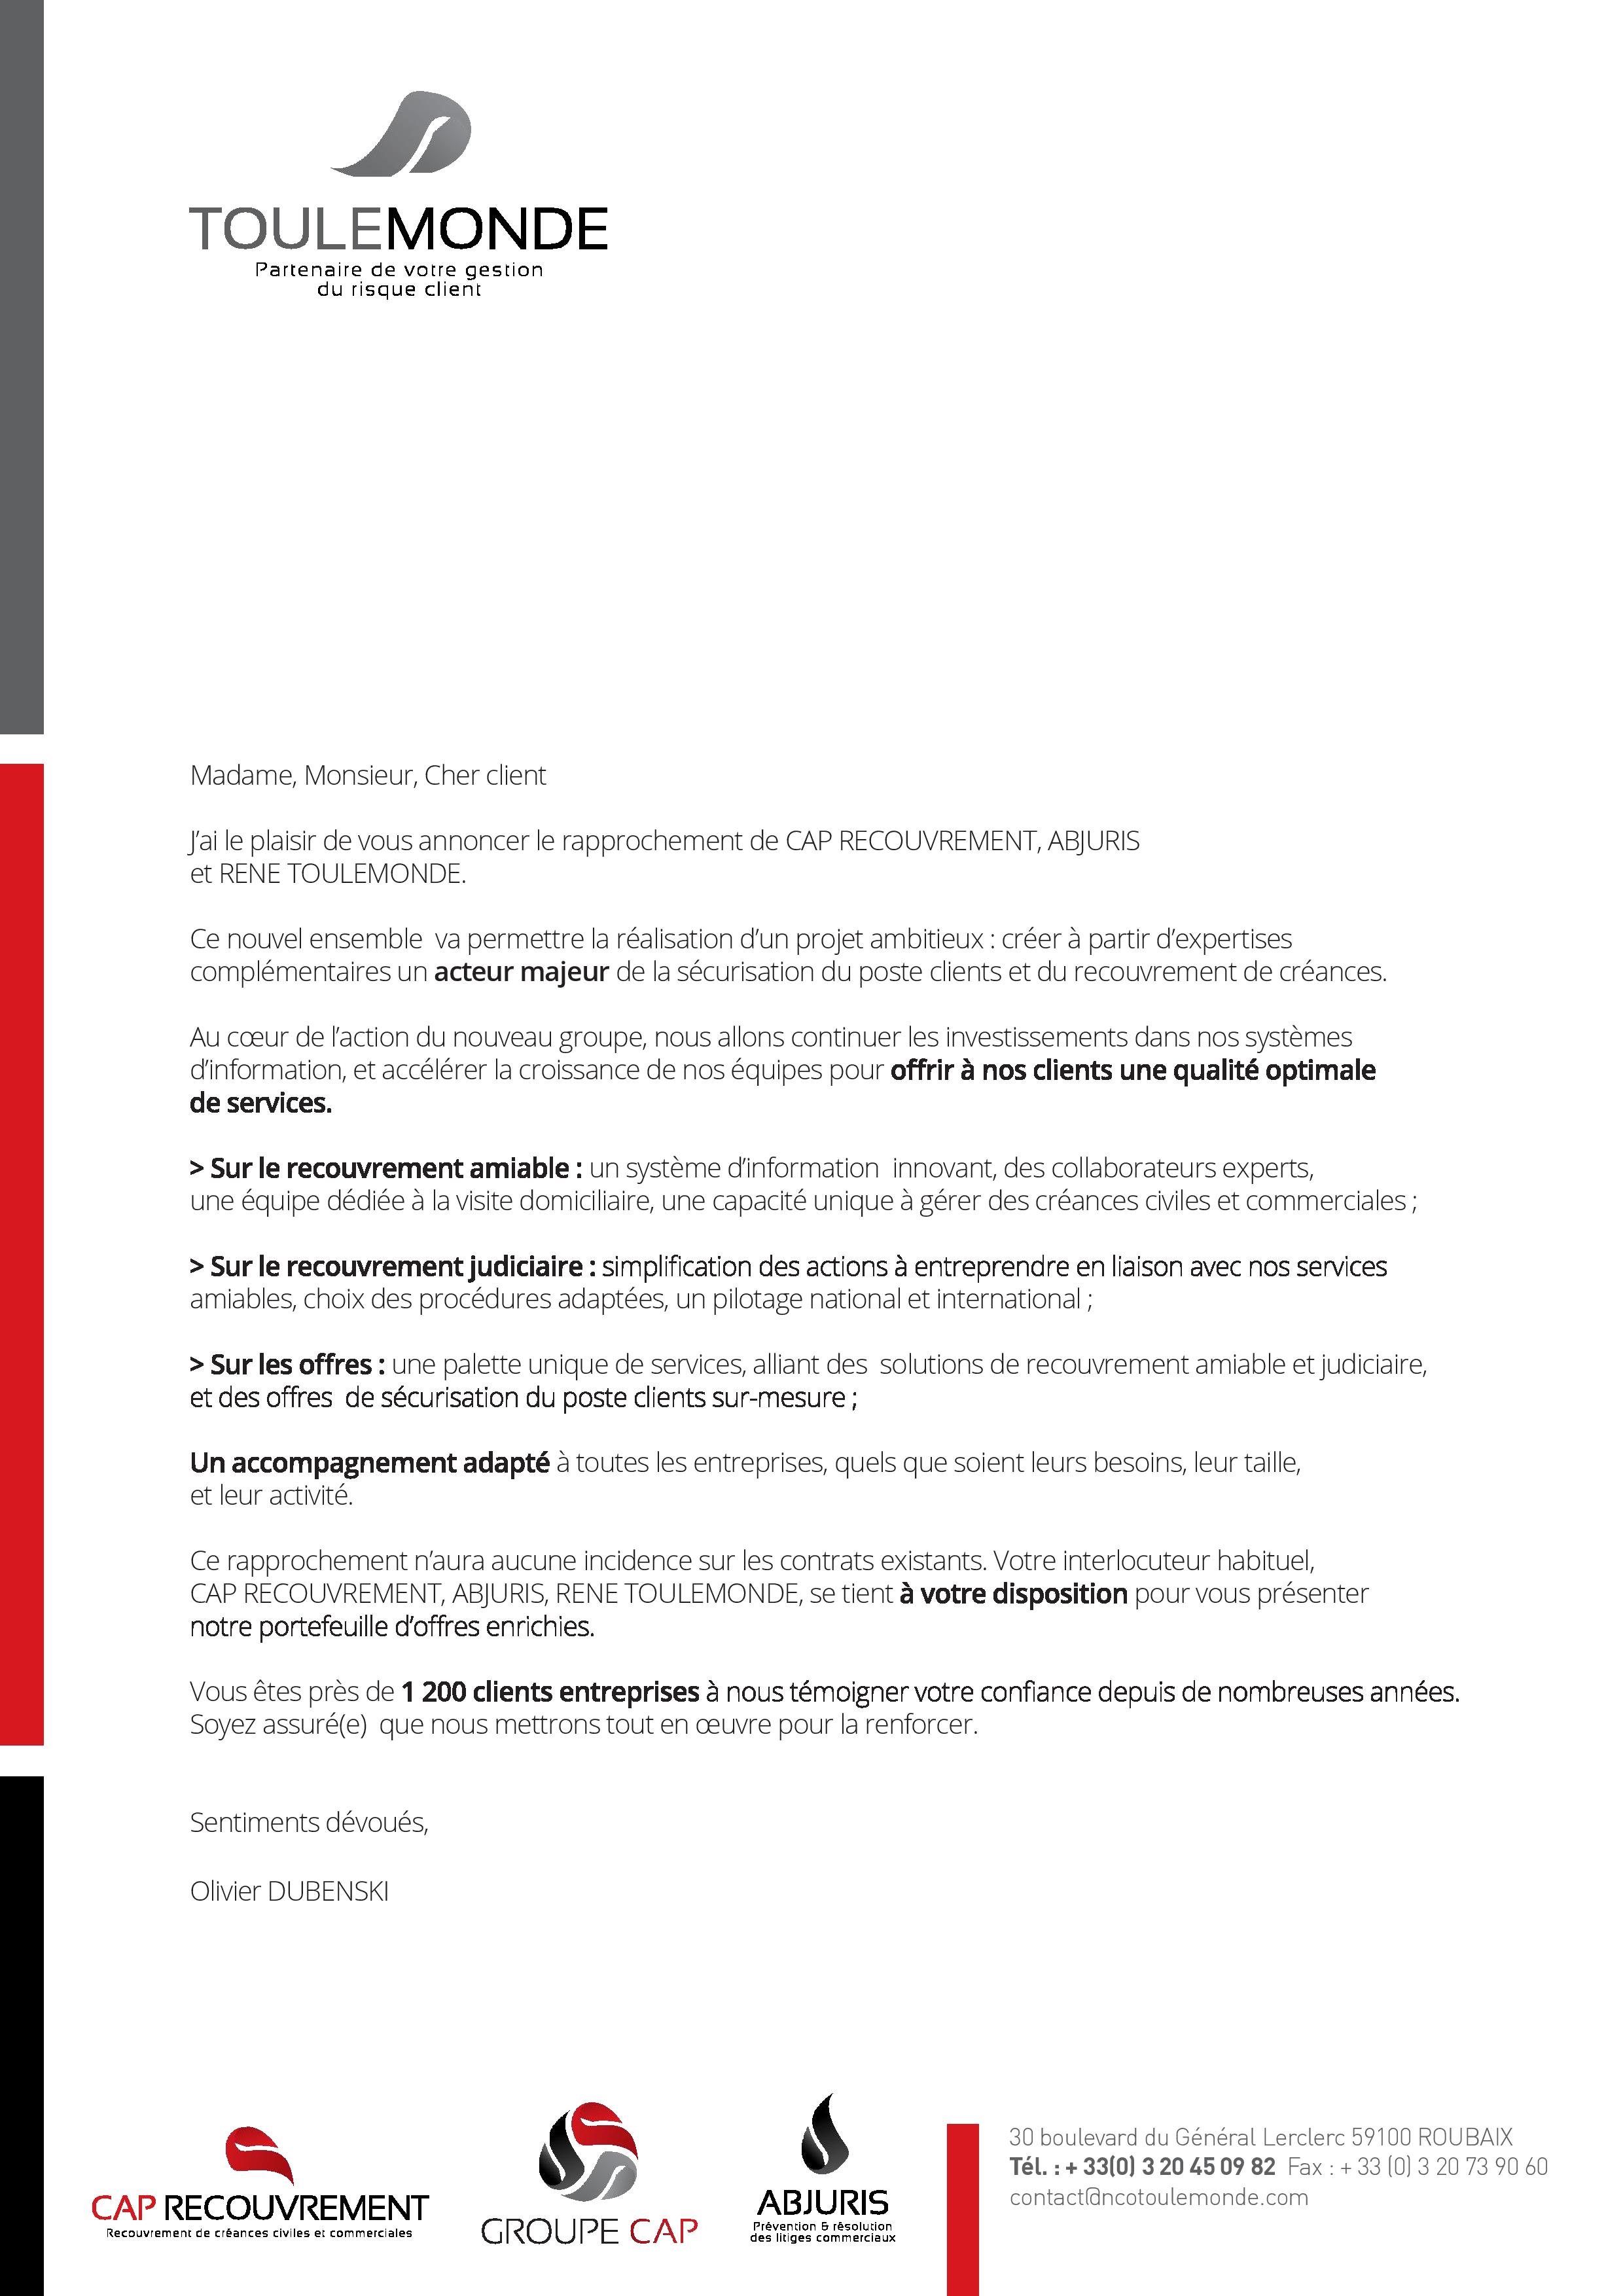 TOULEMONDE
Partenaire de votre gestion
du risque client
Madame, Monsieur, Cher client
J’ai le plaisir de vous annoncer le rapprochement de CAP RECOUVREMENT, ABJURIS
et RENE TOULEMONDE.
Ce nouvel ensemble  va permettre la réalisation d’un projet ambitieux : créer à partir d’expertises
complémentaires un acteur majeur de la sécurisation du poste clients et du recouvrement de créances.
Au cœur de l’action du nouveau groupe, nous allons continuer les investissements dans nos systèmes
d’information, et accélérer la croissance de nos équipes pour offrir à nos clients une qualité optimale
de services.
> Sur le recouvrement amiable : un système d’information  innovant, des collaborateurs experts,
une équipe dédiée à la visite domiciliaire, une capacité unique à gérer des créances civiles et commerciales ;
> Sur le recouvrement judiciaire : simplification des actions à entreprendre en liaison avec nos services
amiables, choix des procédures adaptées, un pilotage national et international ;
> Sur les offres : une palette unique de services, alliant des  solutions de recouvrement amiable et judiciaire,
et des offres  de sécurisation du poste clients sur-mesure ;
Un accompagnement adapté à toutes les entreprises, quels que soient leurs besoins, leur taille,
et leur activité.
Ce rapprochement n’aura aucune incidence sur les contrats existants. Votre interlocuteur habituel,
CAP RECOUVREMENT, ABJURIS, RENE TOULEMONDE, se tient à votre disposition pour vous présenter
notre portefeuille d’offres enrichies.
Vous êtes près de 1 200 clients entreprises à nous témoigner votre confiance depuis de nombreuses années.
Soyez assuré(e)  que nous mettrons tout en œuvre pour la renforcer.
Sentiments dévoués,
Olivier DUBENSKI
CAP RECOUVREMENT
Recouvrement de créances civiles et commerciales
GROUPE CAP
ABJURIS
Prévention & résolution
des litiges commerciaux
30 boulevard du Général Lerclerc 59100 ROUBAIX
Tél. : + 33(0) 3 20 45 09 82  Fax : + 33 (0) 3 20 73 90 60
contact@ncotoulemonde.com